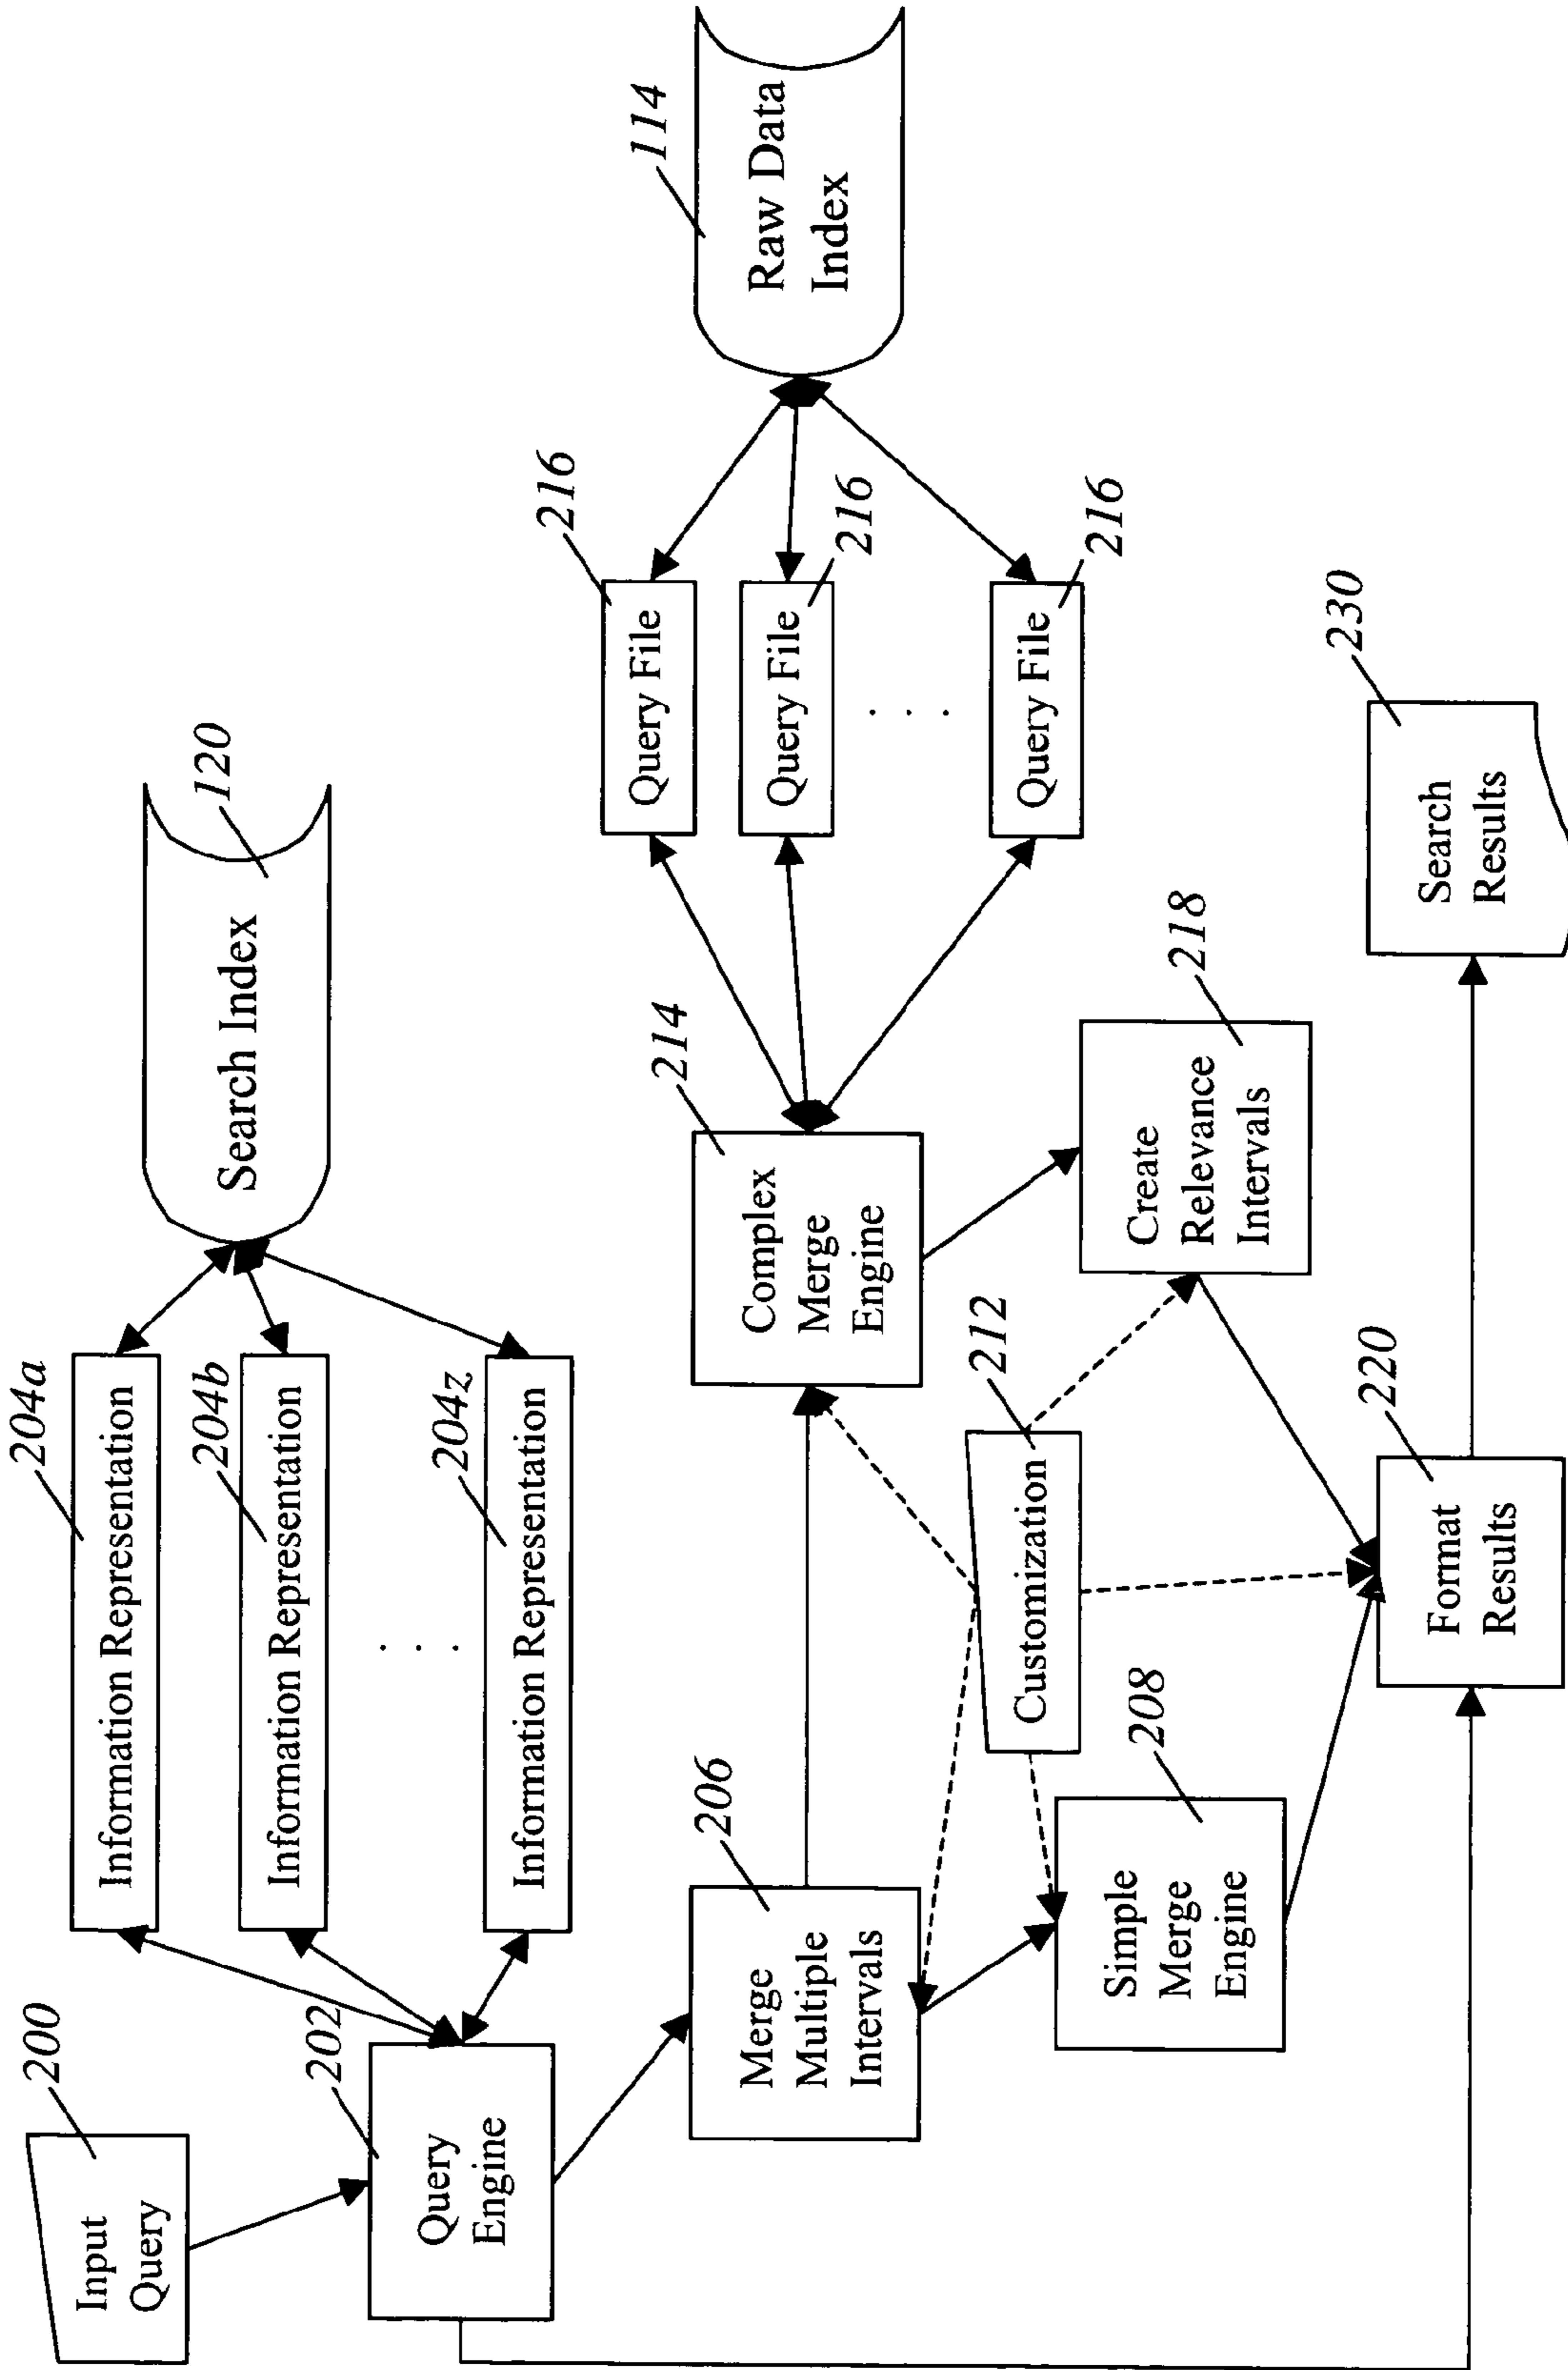 200
Input
Query
202
Query
Engine
204a
Information Representation
204b
Information Representation
. . .
204z
Information Representation
120
Search Index
206
Merge
Multiple
Intervals
208
Simple
Merge
Engine
212
Customization
214
Complex
Merge
Engine
216
Query File
216
Query File
. . .
216
Query File
114
Raw Data
Index
218
Create
Relevance
Intervals
220
Format
Results
230
Search
Results